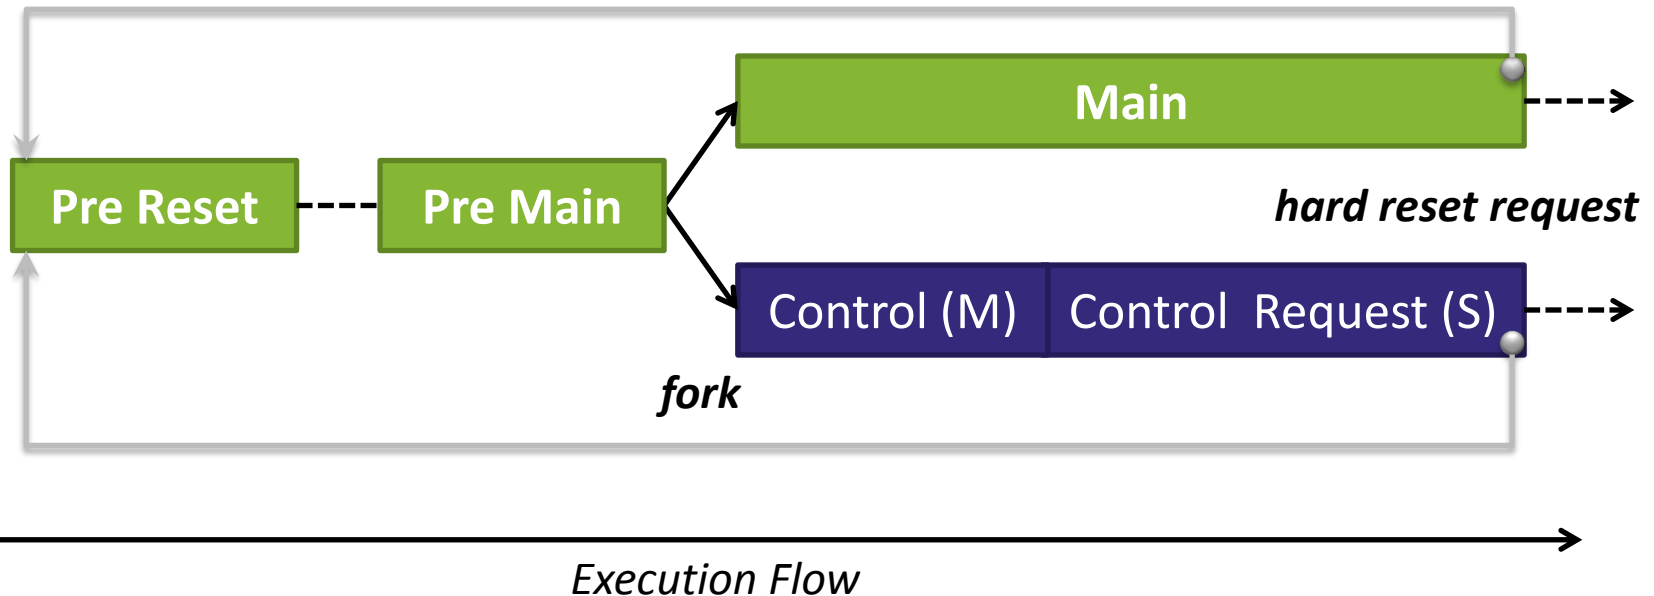 Main
Pre Reset
Pre Main
hard reset request
Control (M)
Control Request (S)
fork
Execution Flow